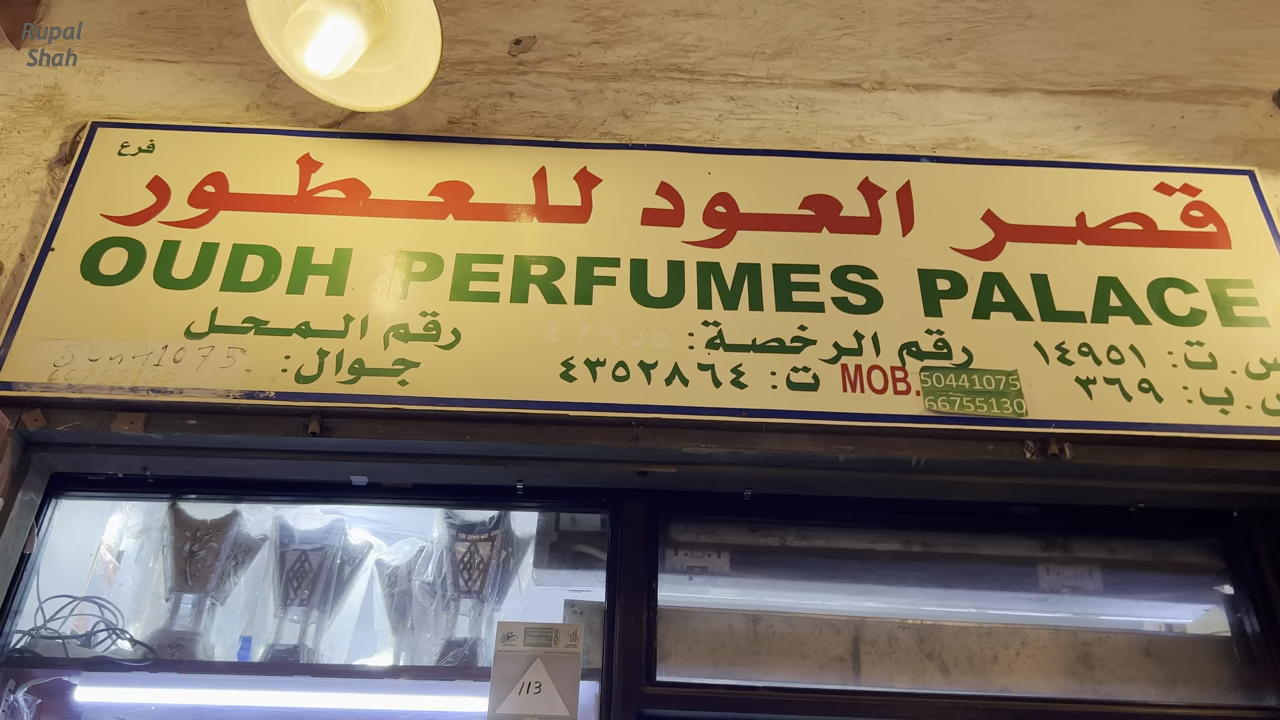 Rupal
Shah
فرع
قصر العود للعطور
OUDH PERFUMES PALACE
س. ت: ١٤٩٥١ رقم الرخصة: رقم المحل
ب: ٣٦٩ MOB. 50441075 ت: ٤٣٥٢٨٦٤ جوال:
66755130
113